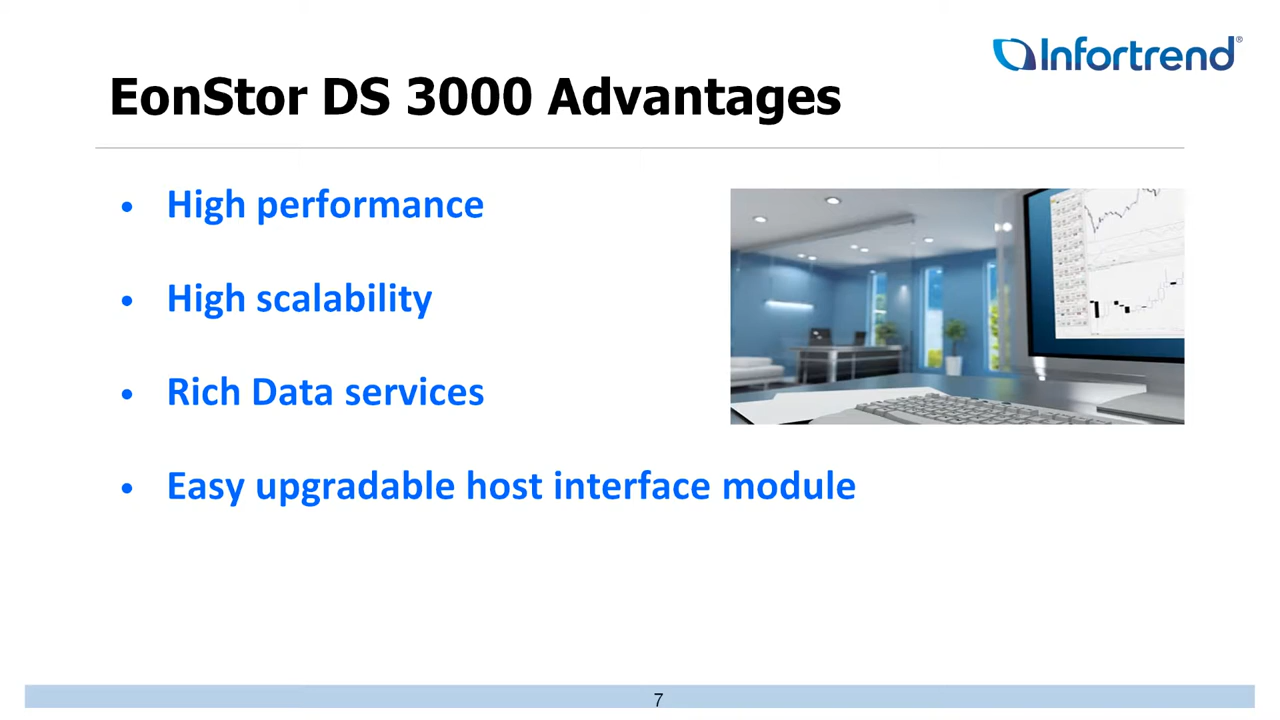 Infortrend®
EonStor DS 3000 Advantages
• High performance
• High scalability
• Rich Data services
• Easy upgradable host interface module
7